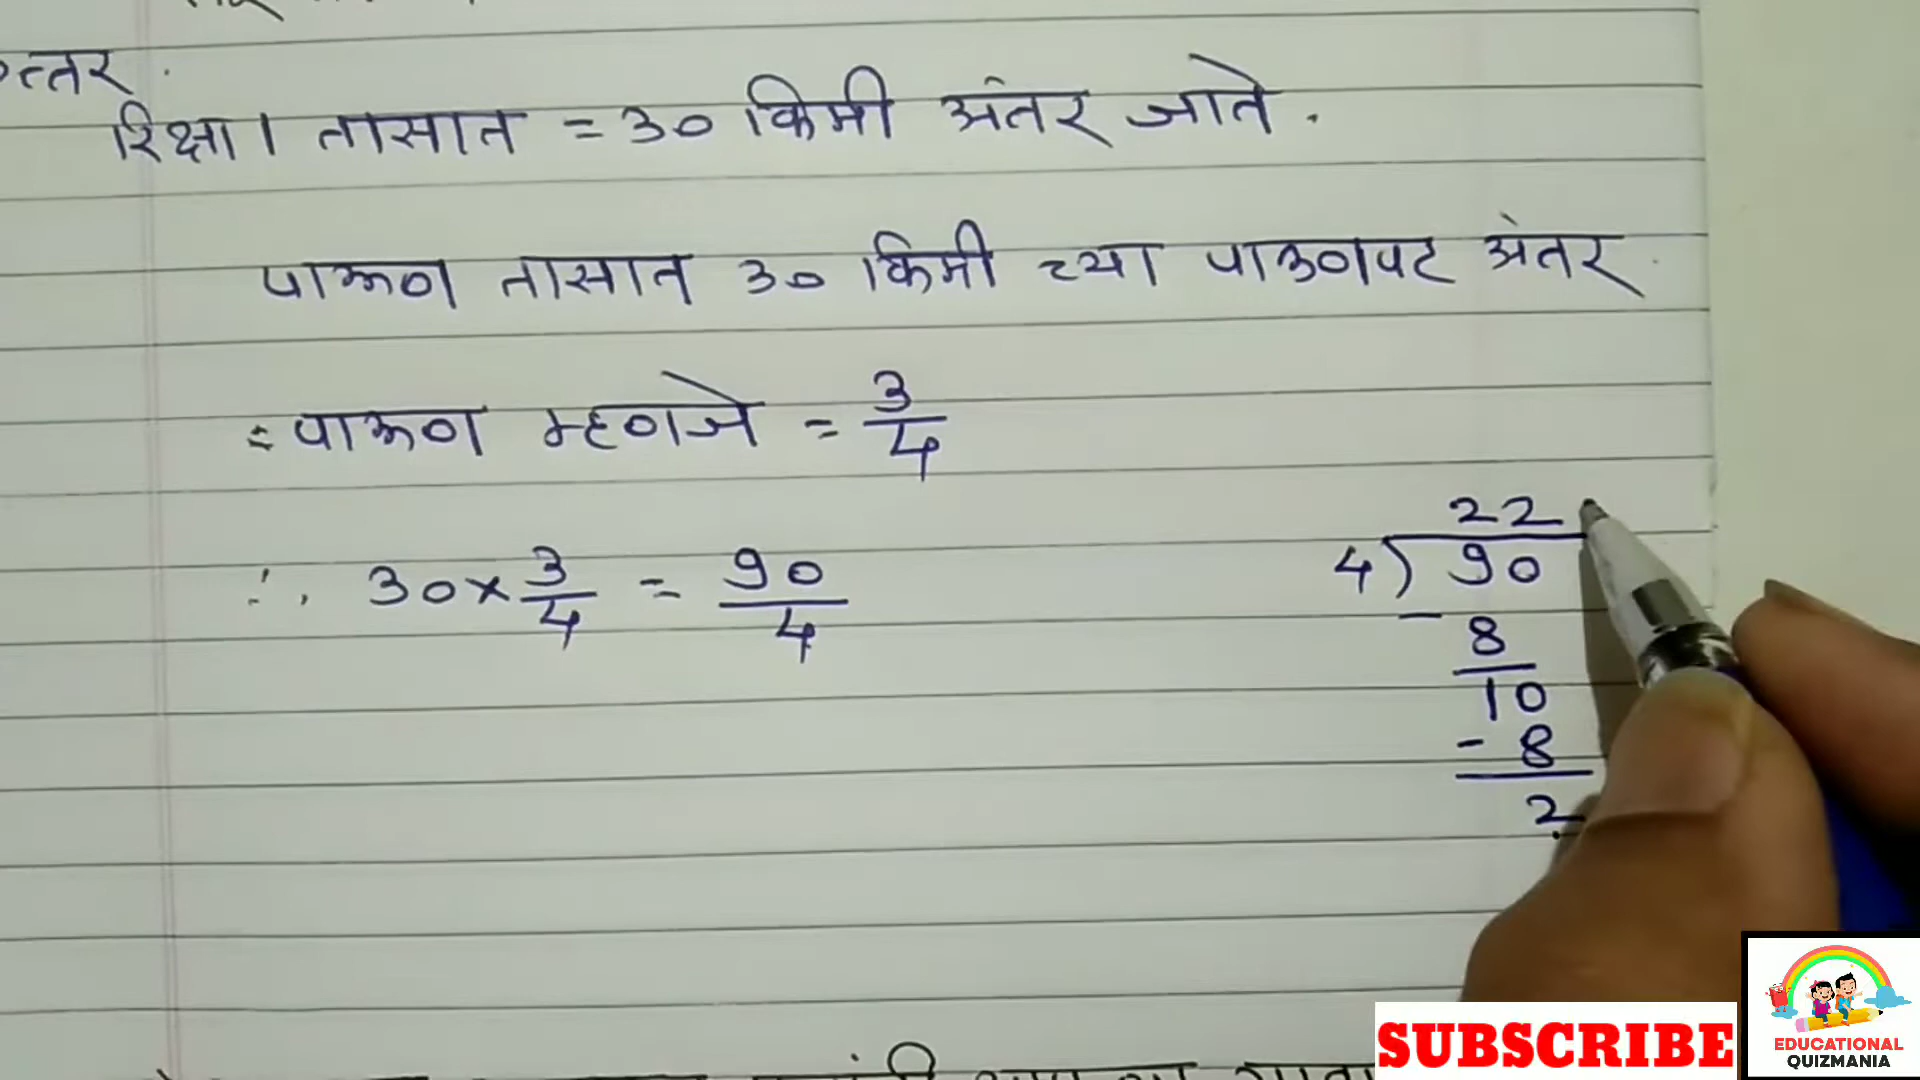 उत्तर.
रिक्षा 1 तासात = 30 किमी अंतर जाते.
पाऊण तासात 30 किमी च्या पाऊणपट अंतर
= पाऊण म्हणजे = 3/4
∴ 30 × 3/4 = 90/4
22
4) 90
- 8
10
- 8
2
SUBSCRIBE
EDUCATIONAL
QUIZMANIA